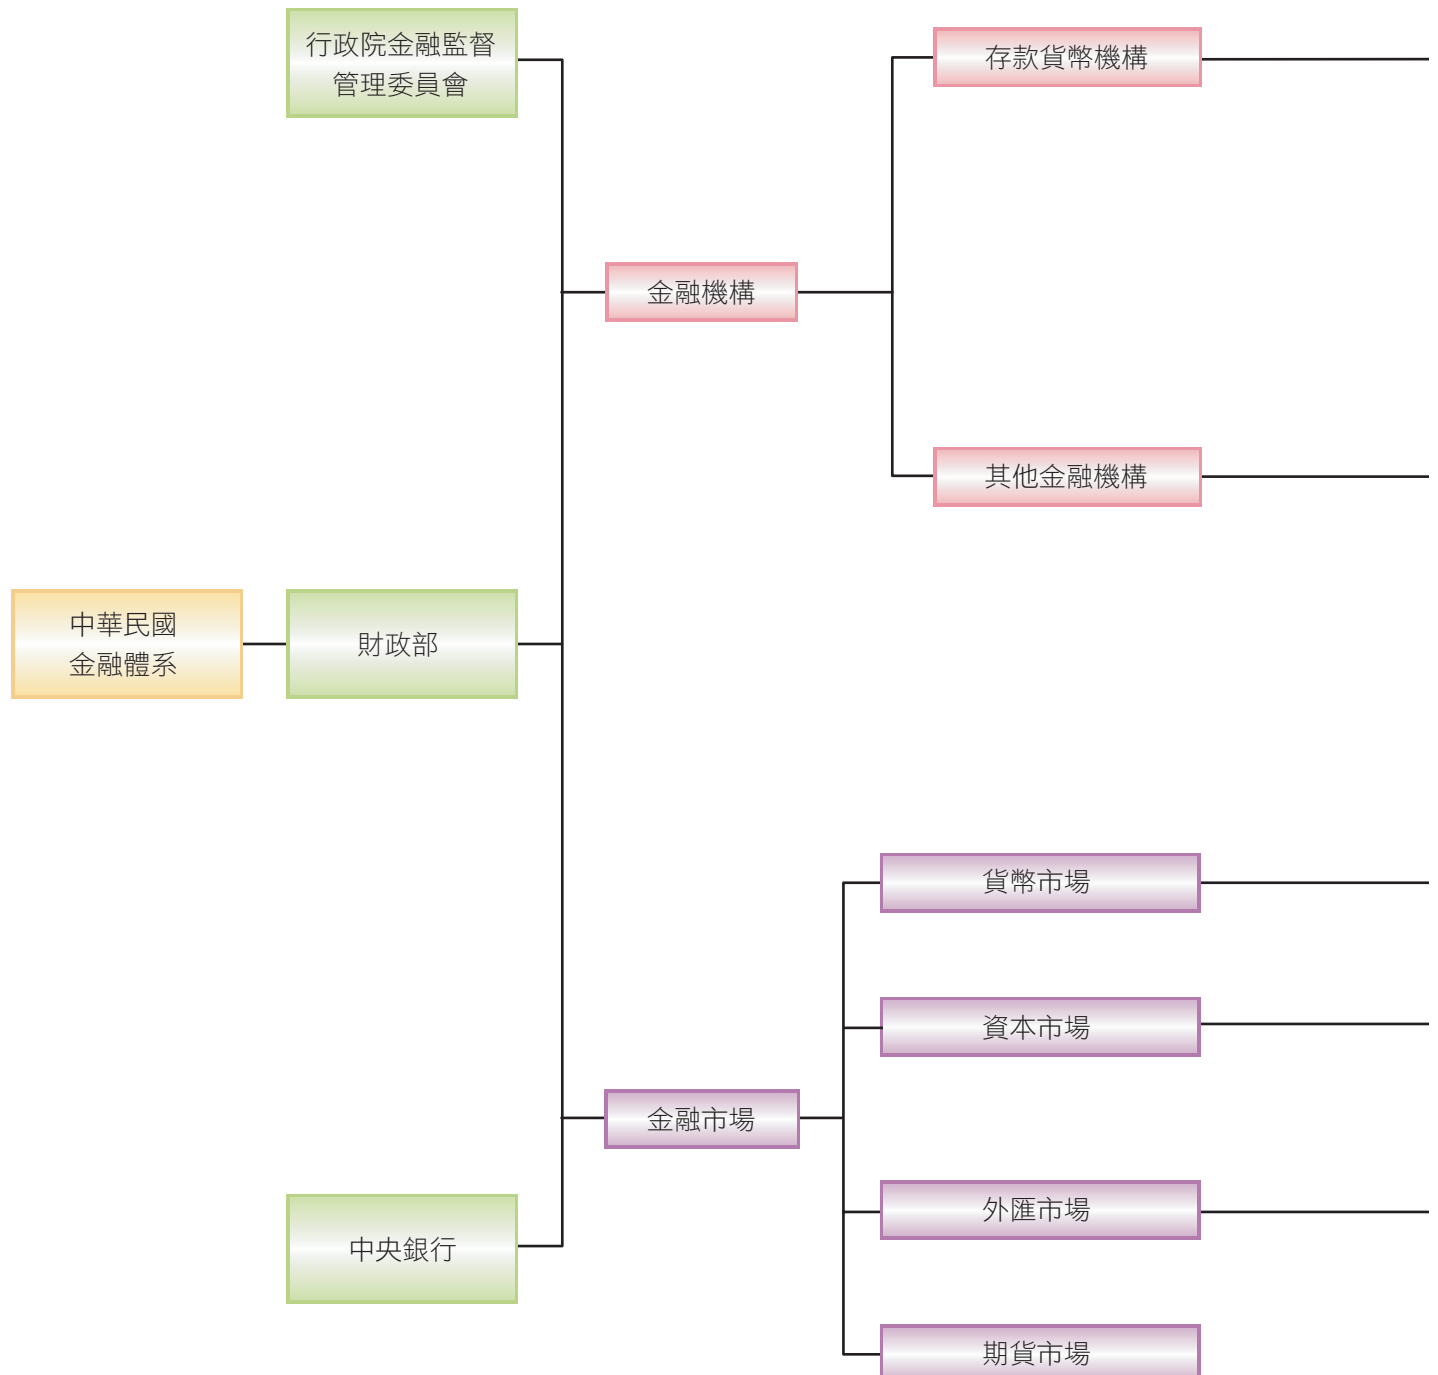 行政院金融監督
管理委員會
存款貨幣機構
金融機構
其他金融機構
中華民國
金融體系
財政部
貨幣市場
資本市場
金融市場
外匯市場
中央銀行
期貨市場